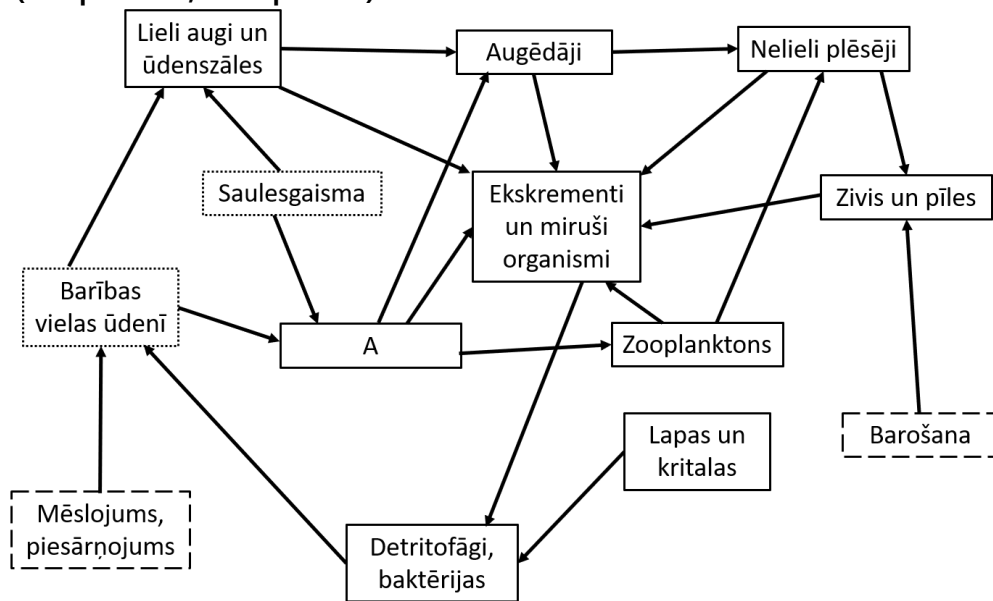 Lieli augi un
ūdenszāles
Augēdāji
Nelieli plēsēji
Saulesgaisma
Ekskrementi
un miruši
organismi
Zivis un pīles
Barības
vielas ūdenī
A
Zooplanktons
Lapas un
kritalas
Barošana
Mēslojums,
piesārņojums
Detritofāgi,
baktērijas